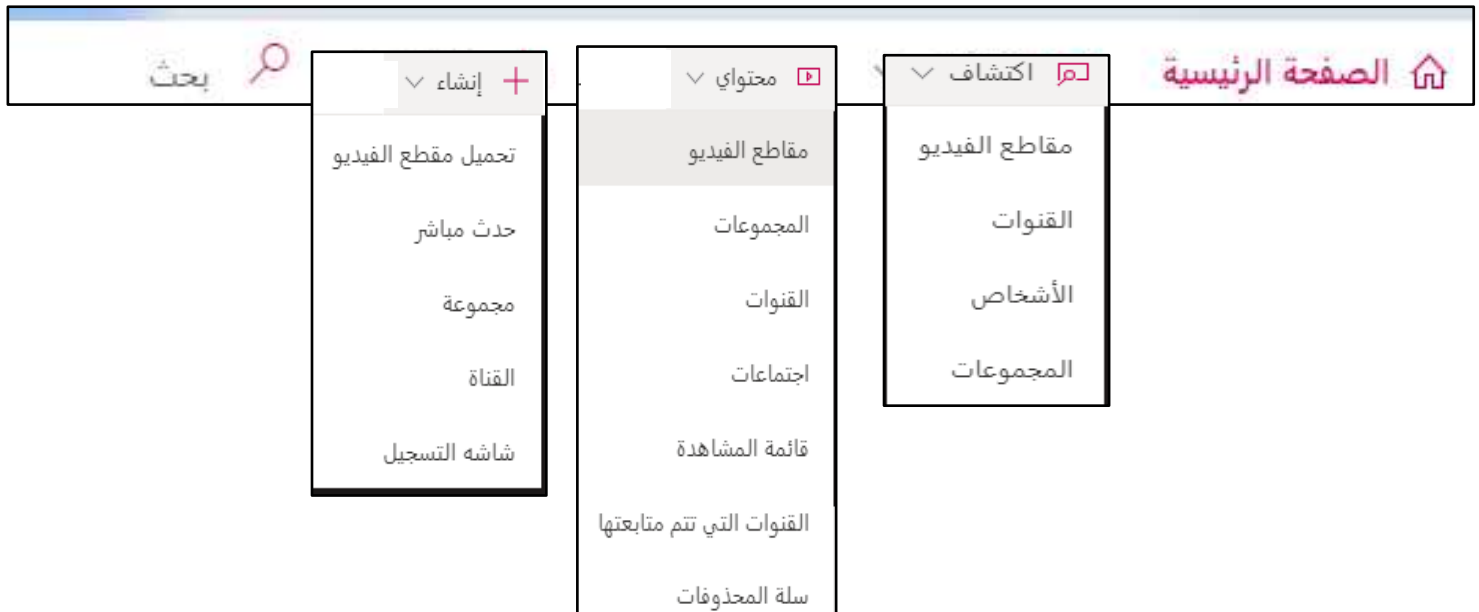 الصفحة الرئيسية
اكتشاف
مقاطع الفيديو
القنوات
الأشخاص
المجموعات
محتواي
مقاطع الفيديو
المجموعات
القنوات
اجتماعات
قائمة المشاهدة
القنوات التي تتم متابعتها
سلة المحذوفات
إنشاء
تحميل مقطع الفيديو
حدث مباشر
مجموعة
القناة
شاشه التسجيل
بحث